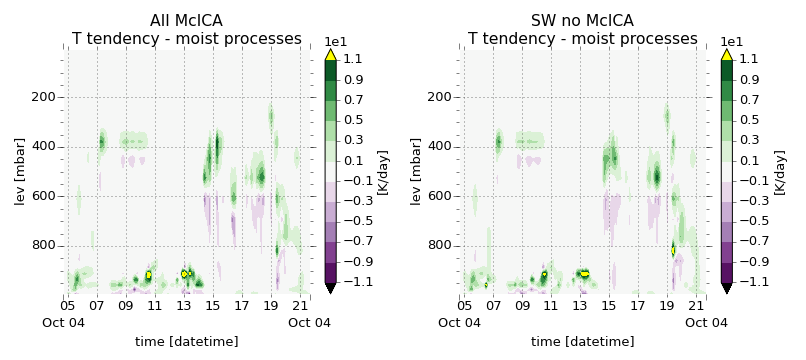 All McICA
T tendency - moist processes
1e1
200
400
600
800
lev [mbar]
05 07 09 11 13 15 17 19 21
Oct 04 Oct 04
time [datetime]
1.1
0.9
0.7
0.5
0.3
0.1
−0.1
−0.3
−0.5
−0.7
−0.9
−1.1
[K/day]
SW no McICA
T tendency - moist processes
1e1
200
400
600
800
lev [mbar]
05 07 09 11 13 15 17 19 21
Oct 04 Oct 04
time [datetime]
1.1
0.9
0.7
0.5
0.3
0.1
−0.1
−0.3
−0.5
−0.7
−0.9
−1.1
[K/day]